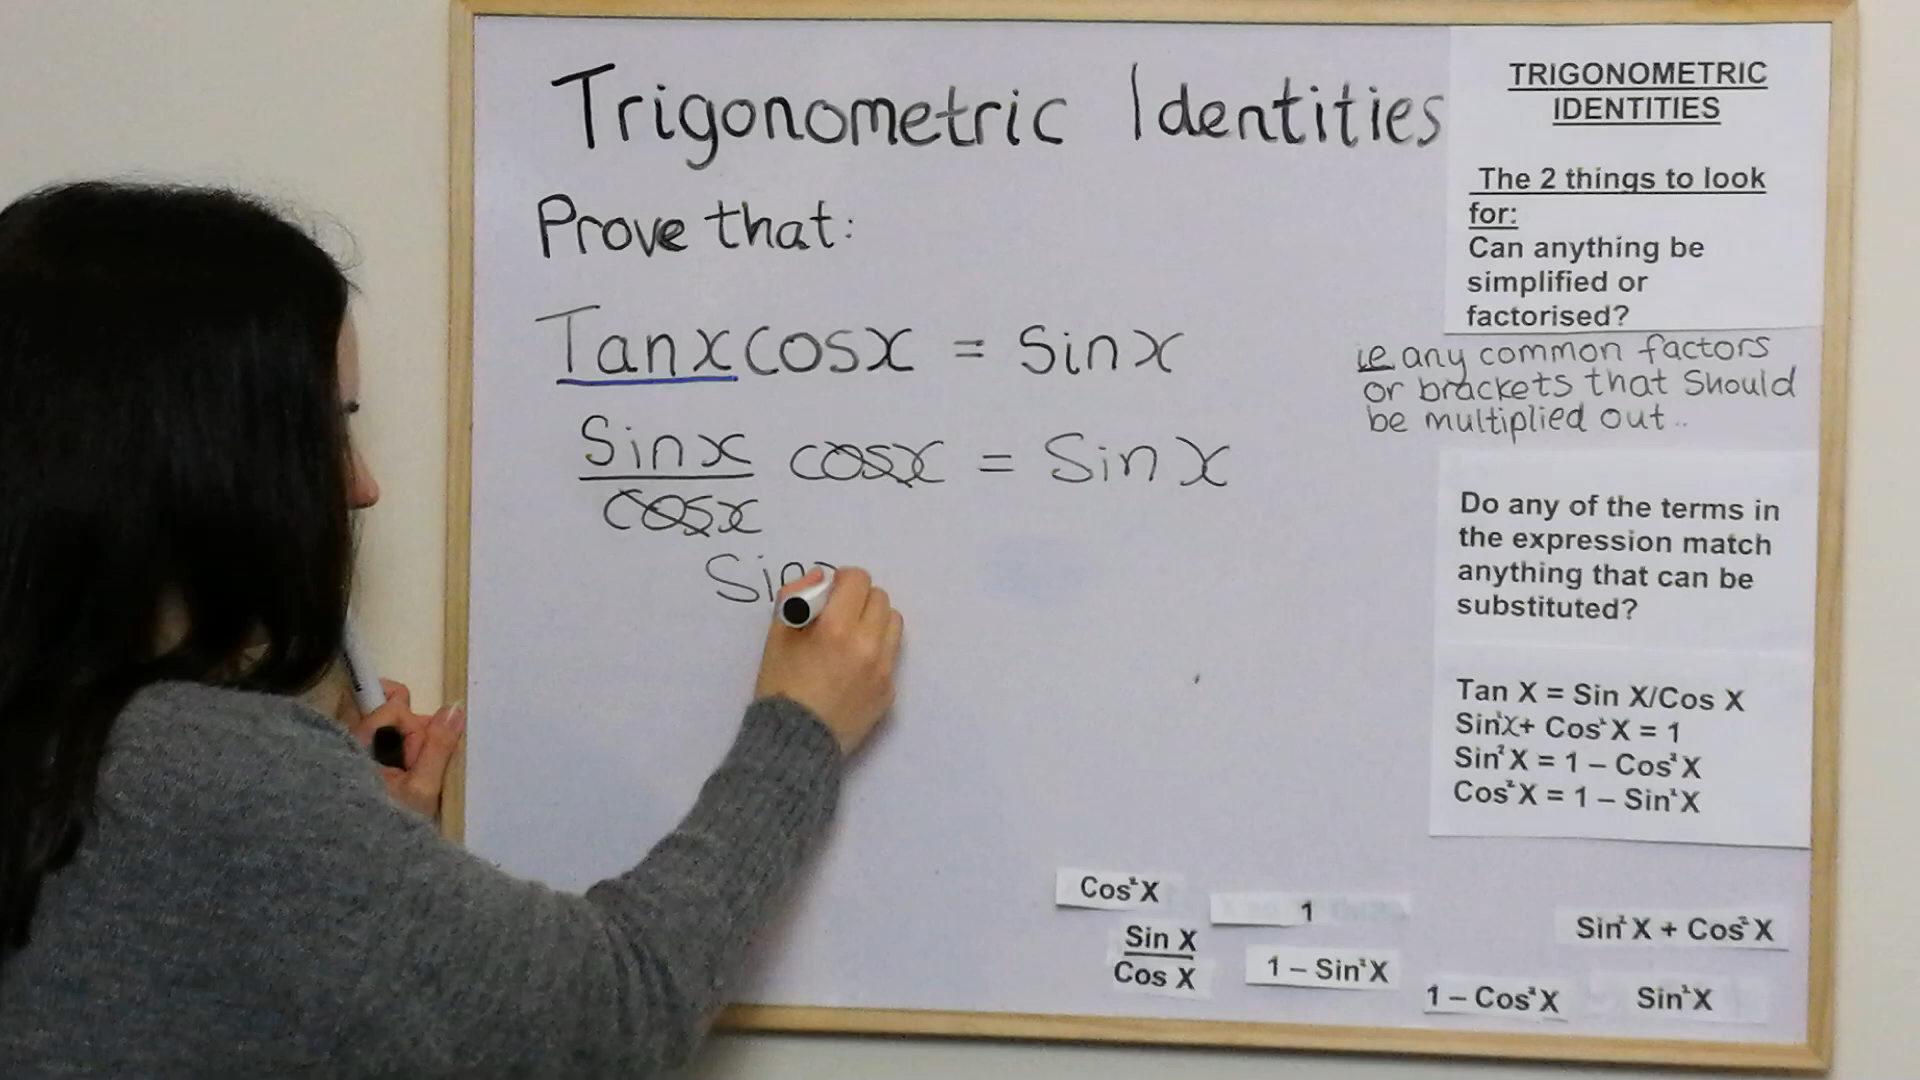 Trigonometric Identities
Prove that:
Tanxcosx = Sinx
Sinx
cosx
cosx = Sinx
Sin
TRIGONOMETRIC
IDENTITIES
The 2 things to look
for:
Can anything be
simplified or
factorised?
ie any common factors
or brackets that should
be multiplied out..
Do any of the terms in
the expression match
anything that can be
substituted?
Tan X = Sin X/Cos X
Sin²x+ Cos²X = 1
Sin²X = 1 – Cos²X
Cos²X = 1 – Sin²X
Cos²X
1
Sin X
Cos X
1 – Sin²X
Sin²X + Cos²X
1 – Cos²X
Sin²X